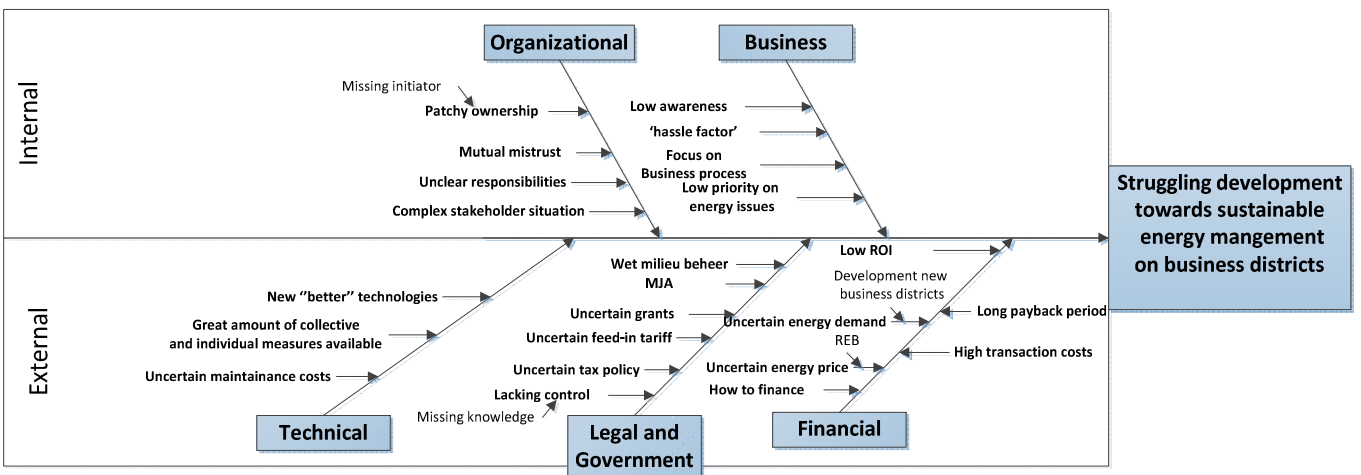 Internal
Organizational
Missing initiator
Patchy ownership
Mutual mistrust
Unclear responsibilities
Complex stakeholder situation
Business
Low awareness
‘hassle factor’
Focus on
Business process
Low priority on
energy issues
Struggling development
towards sustainable
energy mangement
on business districts
External
New ‘’better’’ technologies
Great amount of collective
and individual measures available
Uncertain maintainance costs
Technical
Wet milieu beheer
MJA
Uncertain grants
Uncertain feed-in tariff
Uncertain tax policy
Lacking control
Missing knowledge
Legal and
Government
Low ROI
Development new
business districts
Long payback period
Uncertain energy demand
REB
High transaction costs
Uncertain energy price
How to finance
Financial